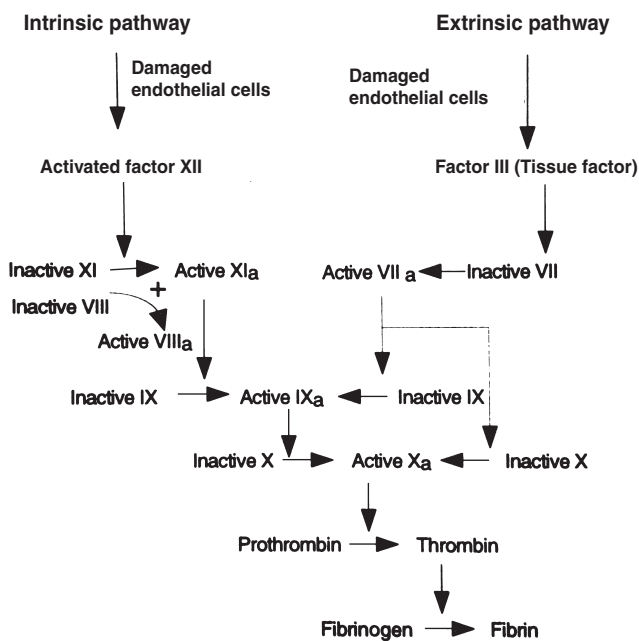 Intrinsic pathway
Extrinsic pathway
Damaged
endothelial cells
Damaged
endothelial cells
Activated factor XII
Factor III (Tissue factor)
Inactive XI
Active XIa
Active VII a
Inactive VII
+
Inactive VIII
Active VIIIa
Inactive IX
Active IXa
Inactive IX
Inactive X
Active Xa
Inactive X
Prothrombin
Thrombin
Fibrinogen
Fibrin